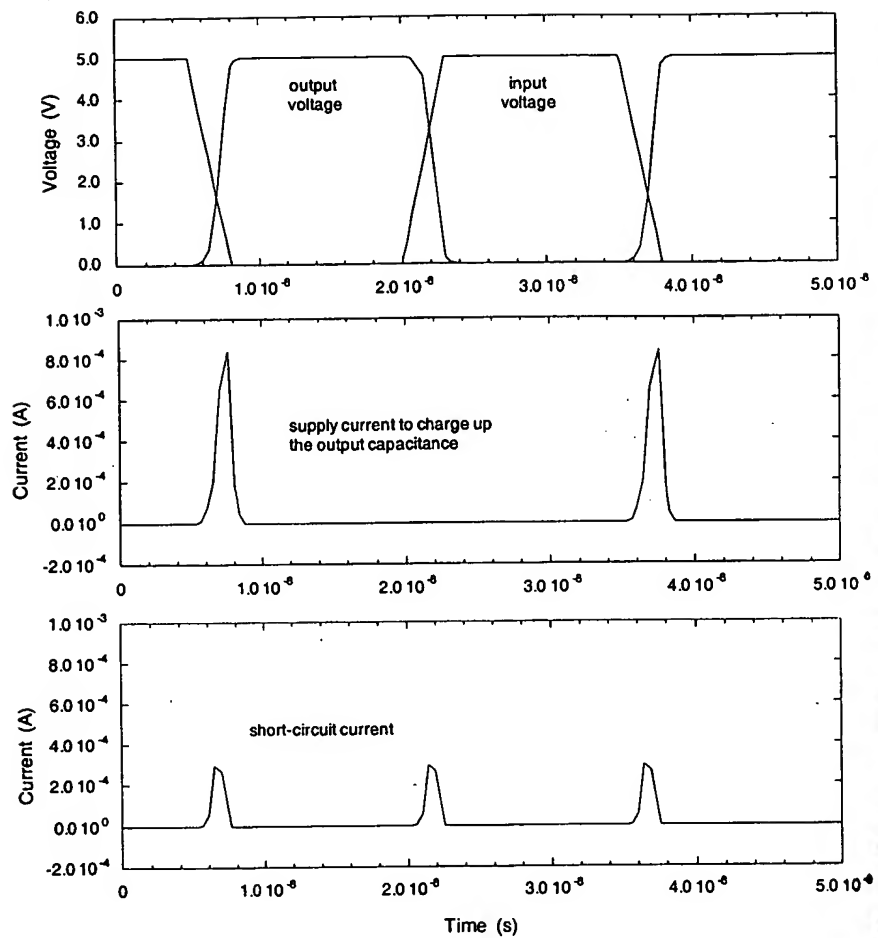 6.0
5.0
4.0
3.0
2.0
1.0
0.0
Voltage (V)
output
voltage
input
voltage
0 1.0 10⁻⁸ 2.0 10⁻⁸ 3.0 10⁻⁸ 4.0 10⁻⁸ 5.0 10⁻⁸
1.0 10⁻³
8.0 10⁻⁴
6.0 10⁻⁴
4.0 10⁻⁴
2.0 10⁻⁴
0.0 10⁰
-2.0 10⁻⁴
Current (A)
supply current to charge up
the output capacitance
0 1.0 10⁻⁸ 2.0 10⁻⁸ 3.0 10⁻⁸ 4.0 10⁻⁸ 5.0 10⁻⁸
1.0 10⁻³
8.0 10⁻⁴
6.0 10⁻⁴
4.0 10⁻⁴
2.0 10⁻⁴
0.0 10⁰
-2.0 10⁻⁴
Current (A)
short-circuit current
0 1.0 10⁻⁸ 2.0 10⁻⁸ 3.0 10⁻⁸ 4.0 10⁻⁸ 5.0 10⁻⁸
Time (s)